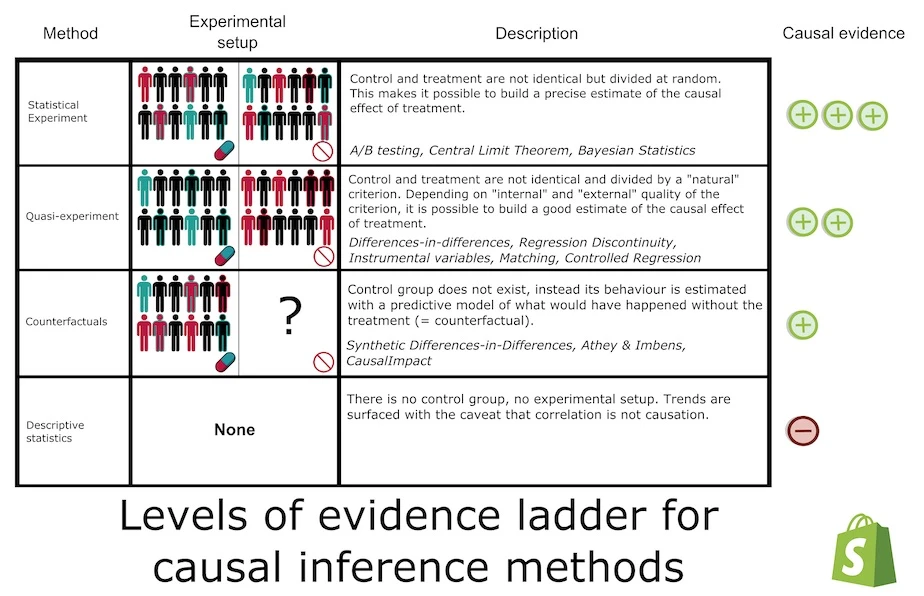 Method
Experimental
setup
Description
Causal evidence
Statistical
Experiment
Control and treatment are not identical but divided at random.
This makes it possible to build a precise estimate of the causal
effect of treatment.
A/B testing, Central Limit Theorem, Bayesian Statistics
Quasi-experiment
Control and treatment are not identical and divided by a "natural"
criterion. Depending on "internal" and "external" quality of the
criterion, it is possible to build a good estimate of the causal effect
of treatment.
Differences-in-differences, Regression Discontinuity,
Instrumental variables, Matching, Controlled Regression
Counterfactuals
?
Control group does not exist, instead its behaviour is estimated
with a predictive model of what would have happened without the
treatment (= counterfactual).
Synthetic Differences-in-Differences, Athey & Imbens,
CausalImpact
Descriptive
statistics
None
There is no control group, no experimental setup. Trends are
surfaced with the caveat that correlation is not causation.
Levels of evidence ladder for
causal inference methods
S